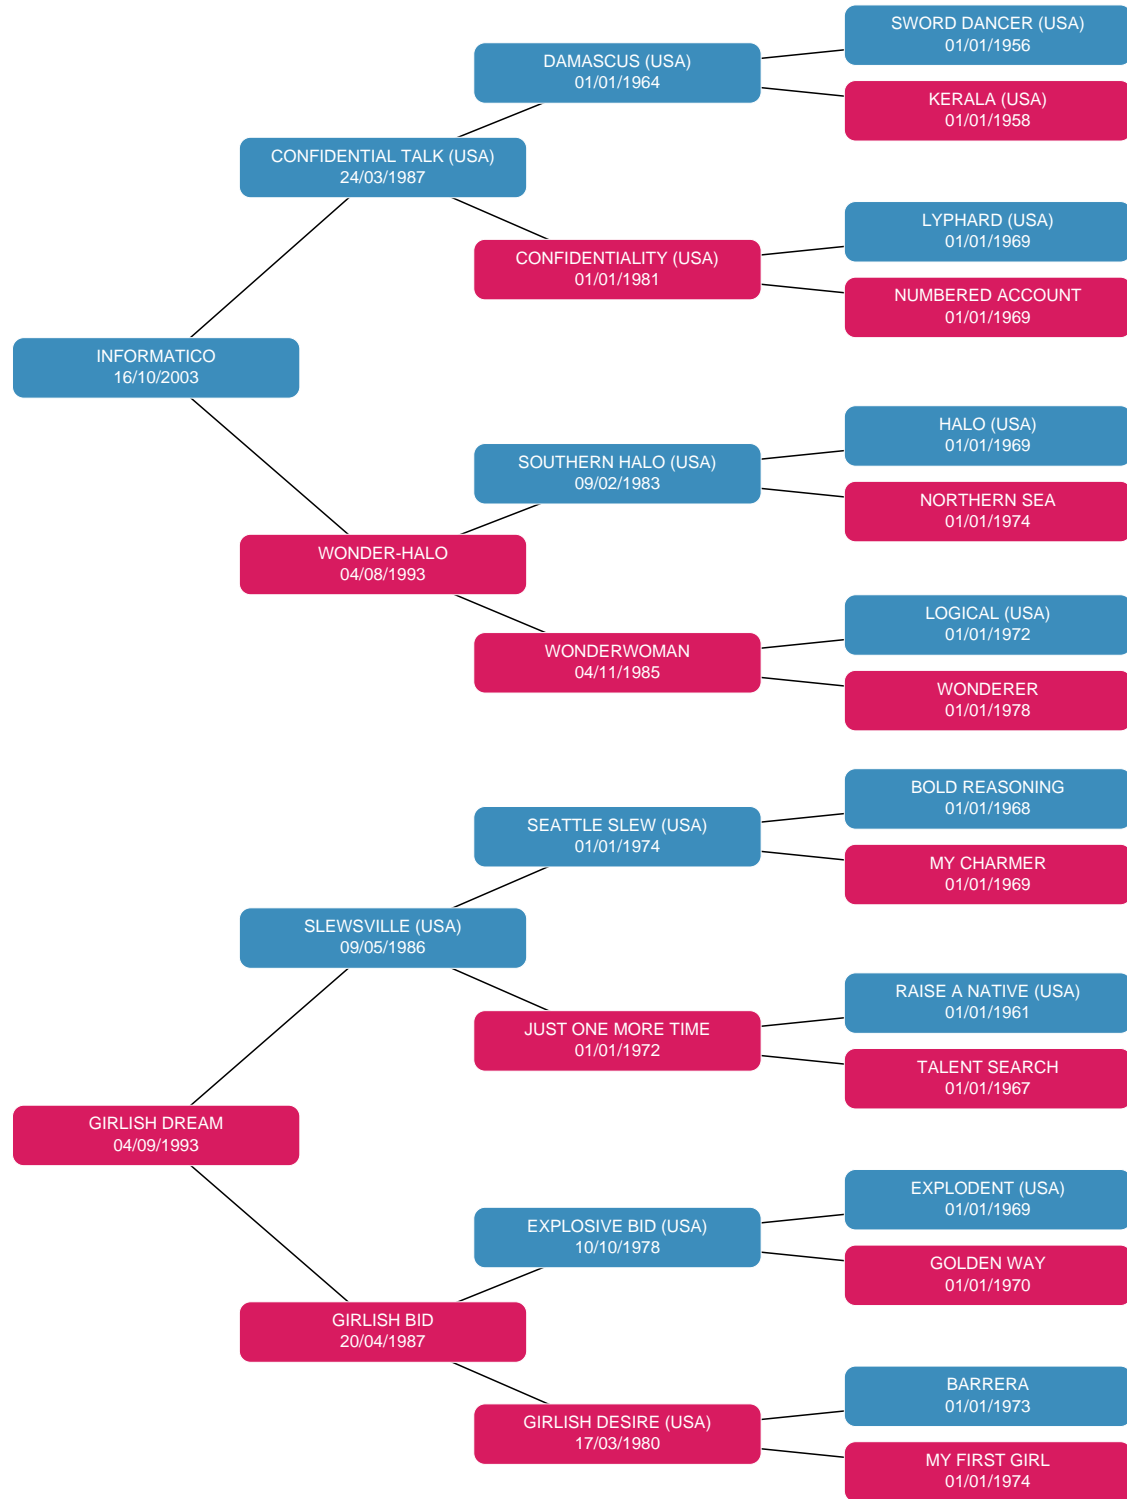 SWORD DANCER (USA)
01/01/1956
DAMASCUS (USA)
01/01/1964
KERALA (USA)
01/01/1958
CONFIDENTIAL TALK (USA)
24/03/1987
LYPHARD (USA)
01/01/1969
CONFIDENTIALITY (USA)
01/01/1981
NUMBERED ACCOUNT
01/01/1969
INFORMATICO
16/10/2003
HALO (USA)
01/01/1969
SOUTHERN HALO (USA)
09/02/1983
NORTHERN SEA
01/01/1974
WONDER-HALO
04/08/1993
LOGICAL (USA)
01/01/1972
WONDERWOMAN
04/11/1985
WONDERER
01/01/1978
BOLD REASONING
01/01/1968
SEATTLE SLEW (USA)
01/01/1974
MY CHARMER
01/01/1969
SLEWSVILLE (USA)
09/05/1986
RAISE A NATIVE (USA)
01/01/1961
JUST ONE MORE TIME
01/01/1972
TALENT SEARCH
01/01/1967
GIRLISH DREAM
04/09/1993
EXPLODENT (USA)
01/01/1969
EXPLOSIVE BID (USA)
10/10/1978
GOLDEN WAY
01/01/1970
GIRLISH BID
20/04/1987
BARRERA
01/01/1973
GIRLISH DESIRE (USA)
17/03/1980
MY FIRST GIRL
01/01/1974